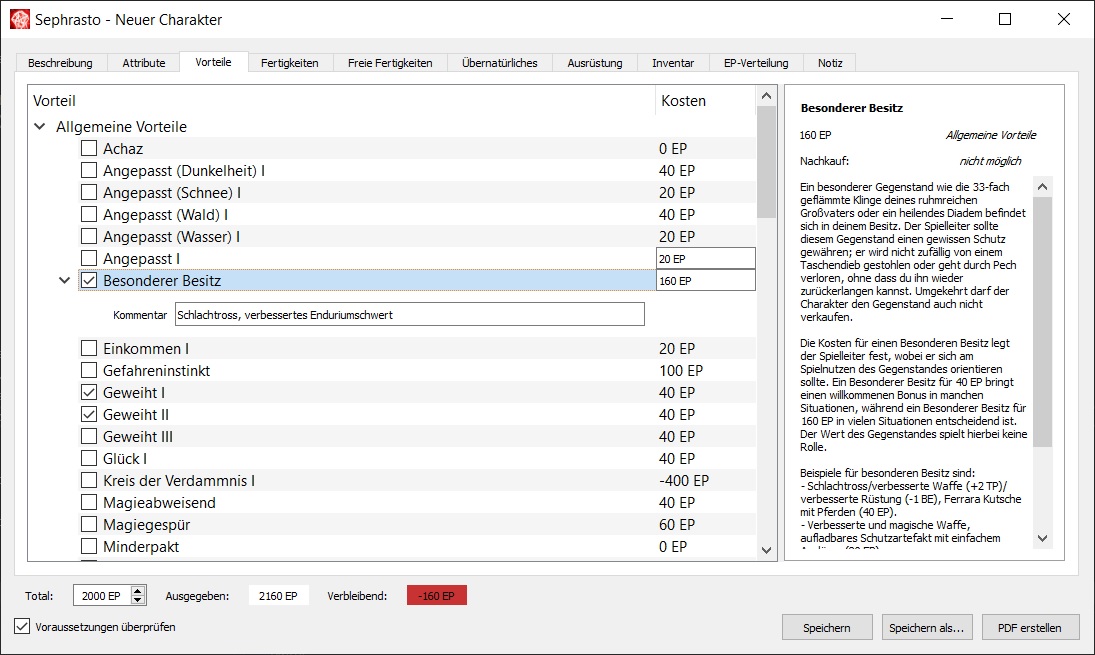 Sephrasto - Neuer Charakter
Beschreibung Attribute Vorteile Fertigkeiten Freie Fertigkeiten Übernatürliches Ausrüstung Inventar EP-Verteilung Notiz
Vorteil Kosten
Allgemeine Vorteile
Achaz 0 EP
Angepasst (Dunkelheit) I 40 EP
Angepasst (Schnee) I 20 EP
Angepasst (Wald) I 40 EP
Angepasst (Wasser) I 20 EP
Angepasst I 20 EP
Besonderer Besitz 160 EP
Kommentar Schlachtross, verbessertes Enduriumschwert
Einkommen I 20 EP
Gefahreninstinkt 100 EP
Geweiht I 40 EP
Geweiht II 40 EP
Geweiht III 40 EP
Glück I 40 EP
Kreis der Verdammnis I -400 EP
Magieabweisend 40 EP
Magiegespür 60 EP
Minderpakt 0 EP
Besonderer Besitz
160 EP Allgemeine Vorteile
Nachkauf: nicht möglich
Ein besonderer Gegenstand wie die 33-fach
geflämmte Klinge deines ruhmreichen
Großvaters oder ein heilendes Diadem befindet
sich in deinem Besitz. Der Spielleiter sollte
diesem Gegenstand einen gewissen Schutz
gewähren; er wird nicht zufällig von einem
Taschendieb gestohlen oder geht durch Pech
verloren, ohne dass du ihn wieder
zurückerlangen kannst. Umgekehrt darf der
Charakter den Gegenstand auch nicht
verkaufen.
Die Kosten für einen Besonderen Besitz legt
der Spielleiter fest, wobei er sich am
Spielnutzen des Gegenstandes orientieren
sollte. Ein Besonderer Besitz für 40 EP bringt
einen willkommenen Bonus in manchen
Situationen, während ein Besonderer Besitz für
160 EP in vielen Situationen entscheidend ist.
Der Wert des Gegenstandes spielt hierbei keine
Rolle.
Beispiele für besonderen Besitz sind:
- Schlachtross/verbesserte Waffe (+2 TP)/
verbesserte Rüstung (-1 BE), Ferrara Kutsche
mit Pferden (40 EP).
- Verbesserte und magische Waffe,
aufladbares Schutzartefakt mit einfachem
Total: 2000 EP Ausgegeben: 2160 EP Verbleibend: -160 EP
Voraussetzungen überprüfen
Speichern Speichern als... PDF erstellen